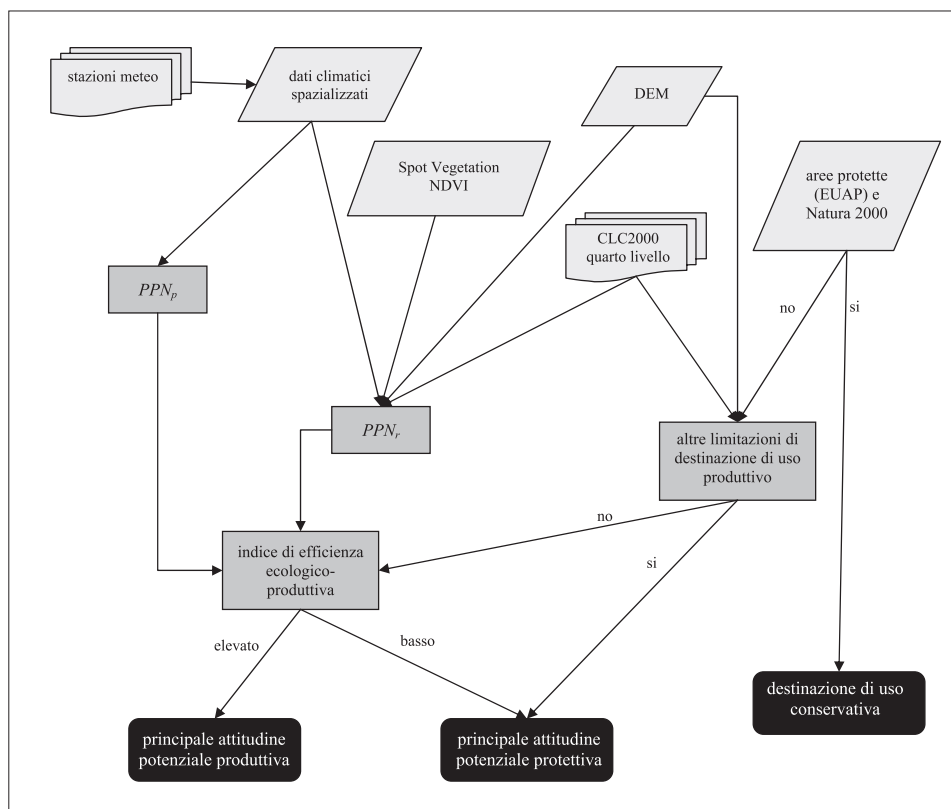 stazioni meteo
dati climatici
spazializzati
DEM
Spot Vegetation
NDVI
aree protette
(EUAP) e
Natura 2000
CLC2000
quarto livello
PPNp
no
si
PPNr
altre limitazioni di
destinazione di uso
produttivo
no
si
indice di efficienza
ecologico-
produttiva
elevato
basso
destinazione di uso
conservativa
principale attitudine
potenziale produttiva
principale attitudine
potenziale protettiva